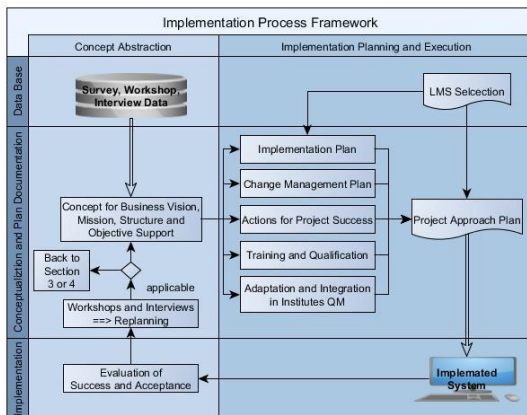 Implementation Process Framework
Concept Abstraction
Implementation Planning and Execution
Data Base
Survey, Workshop,
Interview Data
LMS Selcection
Conceptualiztion and Plan Documentation
Implementation Plan
Change Management Plan
Concept for Business Vision,
Mission, Structure and
Objective Support
Actions for Project Success
Project Approach Plan
Back to
Section
3 or 4
Training and Qualification
applicable
Adaptation and Integration
in Institutes QM
Workshops and Interviews
==> Replanning
Implementation
Evaluation of
Success and Acceptance
Implemated
System